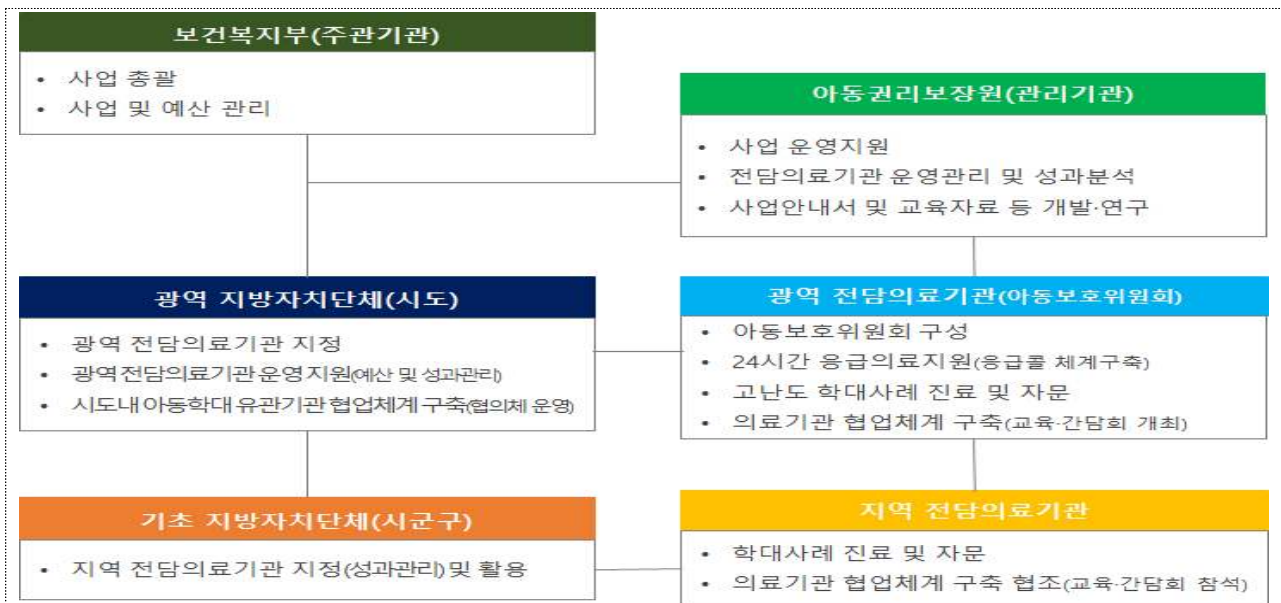 보건복지부(주관기관)
• 사업 총괄
• 사업 및 예산 관리
아동권리보장원(관리기관)
• 사업 운영지원
• 전담의료기관 운영관리 및 성과분석
• 사업안내서 및 교육자료 등 개발·연구
광역 지방자치단체(시도)
• 광역 전담의료기관 지정
• 광역 전담의료기관 운영 지원(예산 및 성과관리)
• 시도내 아동학대 유관기관 협업체계 구축(협의체 운영)
광역 전담의료기관(아동보호위원회)
• 아동보호위원회 구성
• 24시간 응급의료지원(응급콜 체계구축)
• 고난도 학대사례 진료 및 자문
• 의료기관 협업체계 구축(교육·간담회 개최)
기초 지방자치단체(시군구)
• 지역 전담의료기관 지정(성과관리) 및 활용
지역 전담의료기관
• 학대사례 진료 및 자문
• 의료기관 협업체계 구축 협조(교육·간담회 참석)